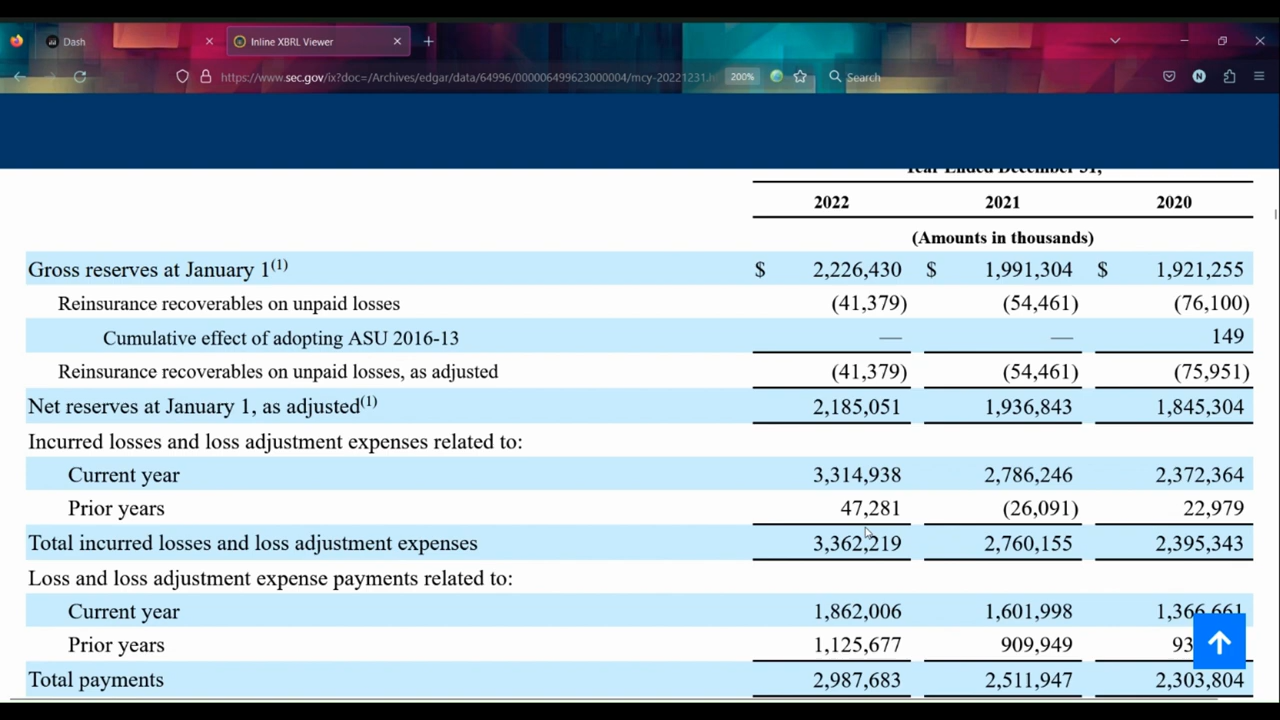 Dash
Inline XBRL Viewer
https://www.sec.gov/ix?doc=/Archives/edgar/data/64996/000006499623000004/mcy-20221231.h
200%
Search
N
Year Ended December 31,
2022 2021 2020
(Amounts in thousands)
Gross reserves at January 1(1) $ 2,226,430 $ 1,991,304 $ 1,921,255
Reinsurance recoverables on unpaid losses (41,379) (54,461) (76,100)
Cumulative effect of adopting ASU 2016-13 — — 149
Reinsurance recoverables on unpaid losses, as adjusted (41,379) (54,461) (75,951)
Net reserves at January 1, as adjusted(1) 2,185,051 1,936,843 1,845,304
Incurred losses and loss adjustment expenses related to:
Current year 3,314,938 2,786,246 2,372,364
Prior years 47,281 (26,091) 22,979
Total incurred losses and loss adjustment expenses 3,362,219 2,760,155 2,395,343
Loss and loss adjustment expense payments related to:
Current year 1,862,006 1,601,998 1,366,661
Prior years 1,125,677 909,949 93
Total payments 2,987,683 2,511,947 2,303,804